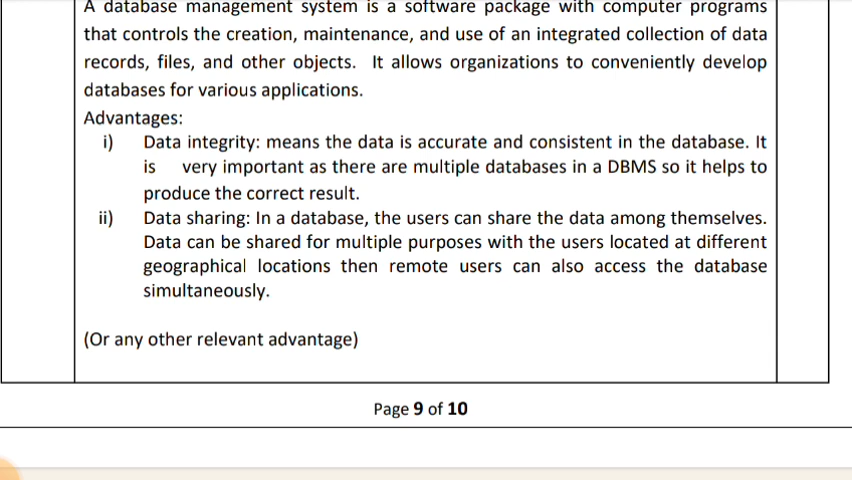 A database management system is a software package with computer programs
that controls the creation, maintenance, and use of an integrated collection of data
records, files, and other objects. It allows organizations to conveniently develop
databases for various applications.
Advantages:
i) Data integrity: means the data is accurate and consistent in the database. It
is very important as there are multiple databases in a DBMS so it helps to
produce the correct result.
ii) Data sharing: In a database, the users can share the data among themselves.
Data can be shared for multiple purposes with the users located at different
geographical locations then remote users can also access the database
simultaneously.
(Or any other relevant advantage)
Page 9 of 10